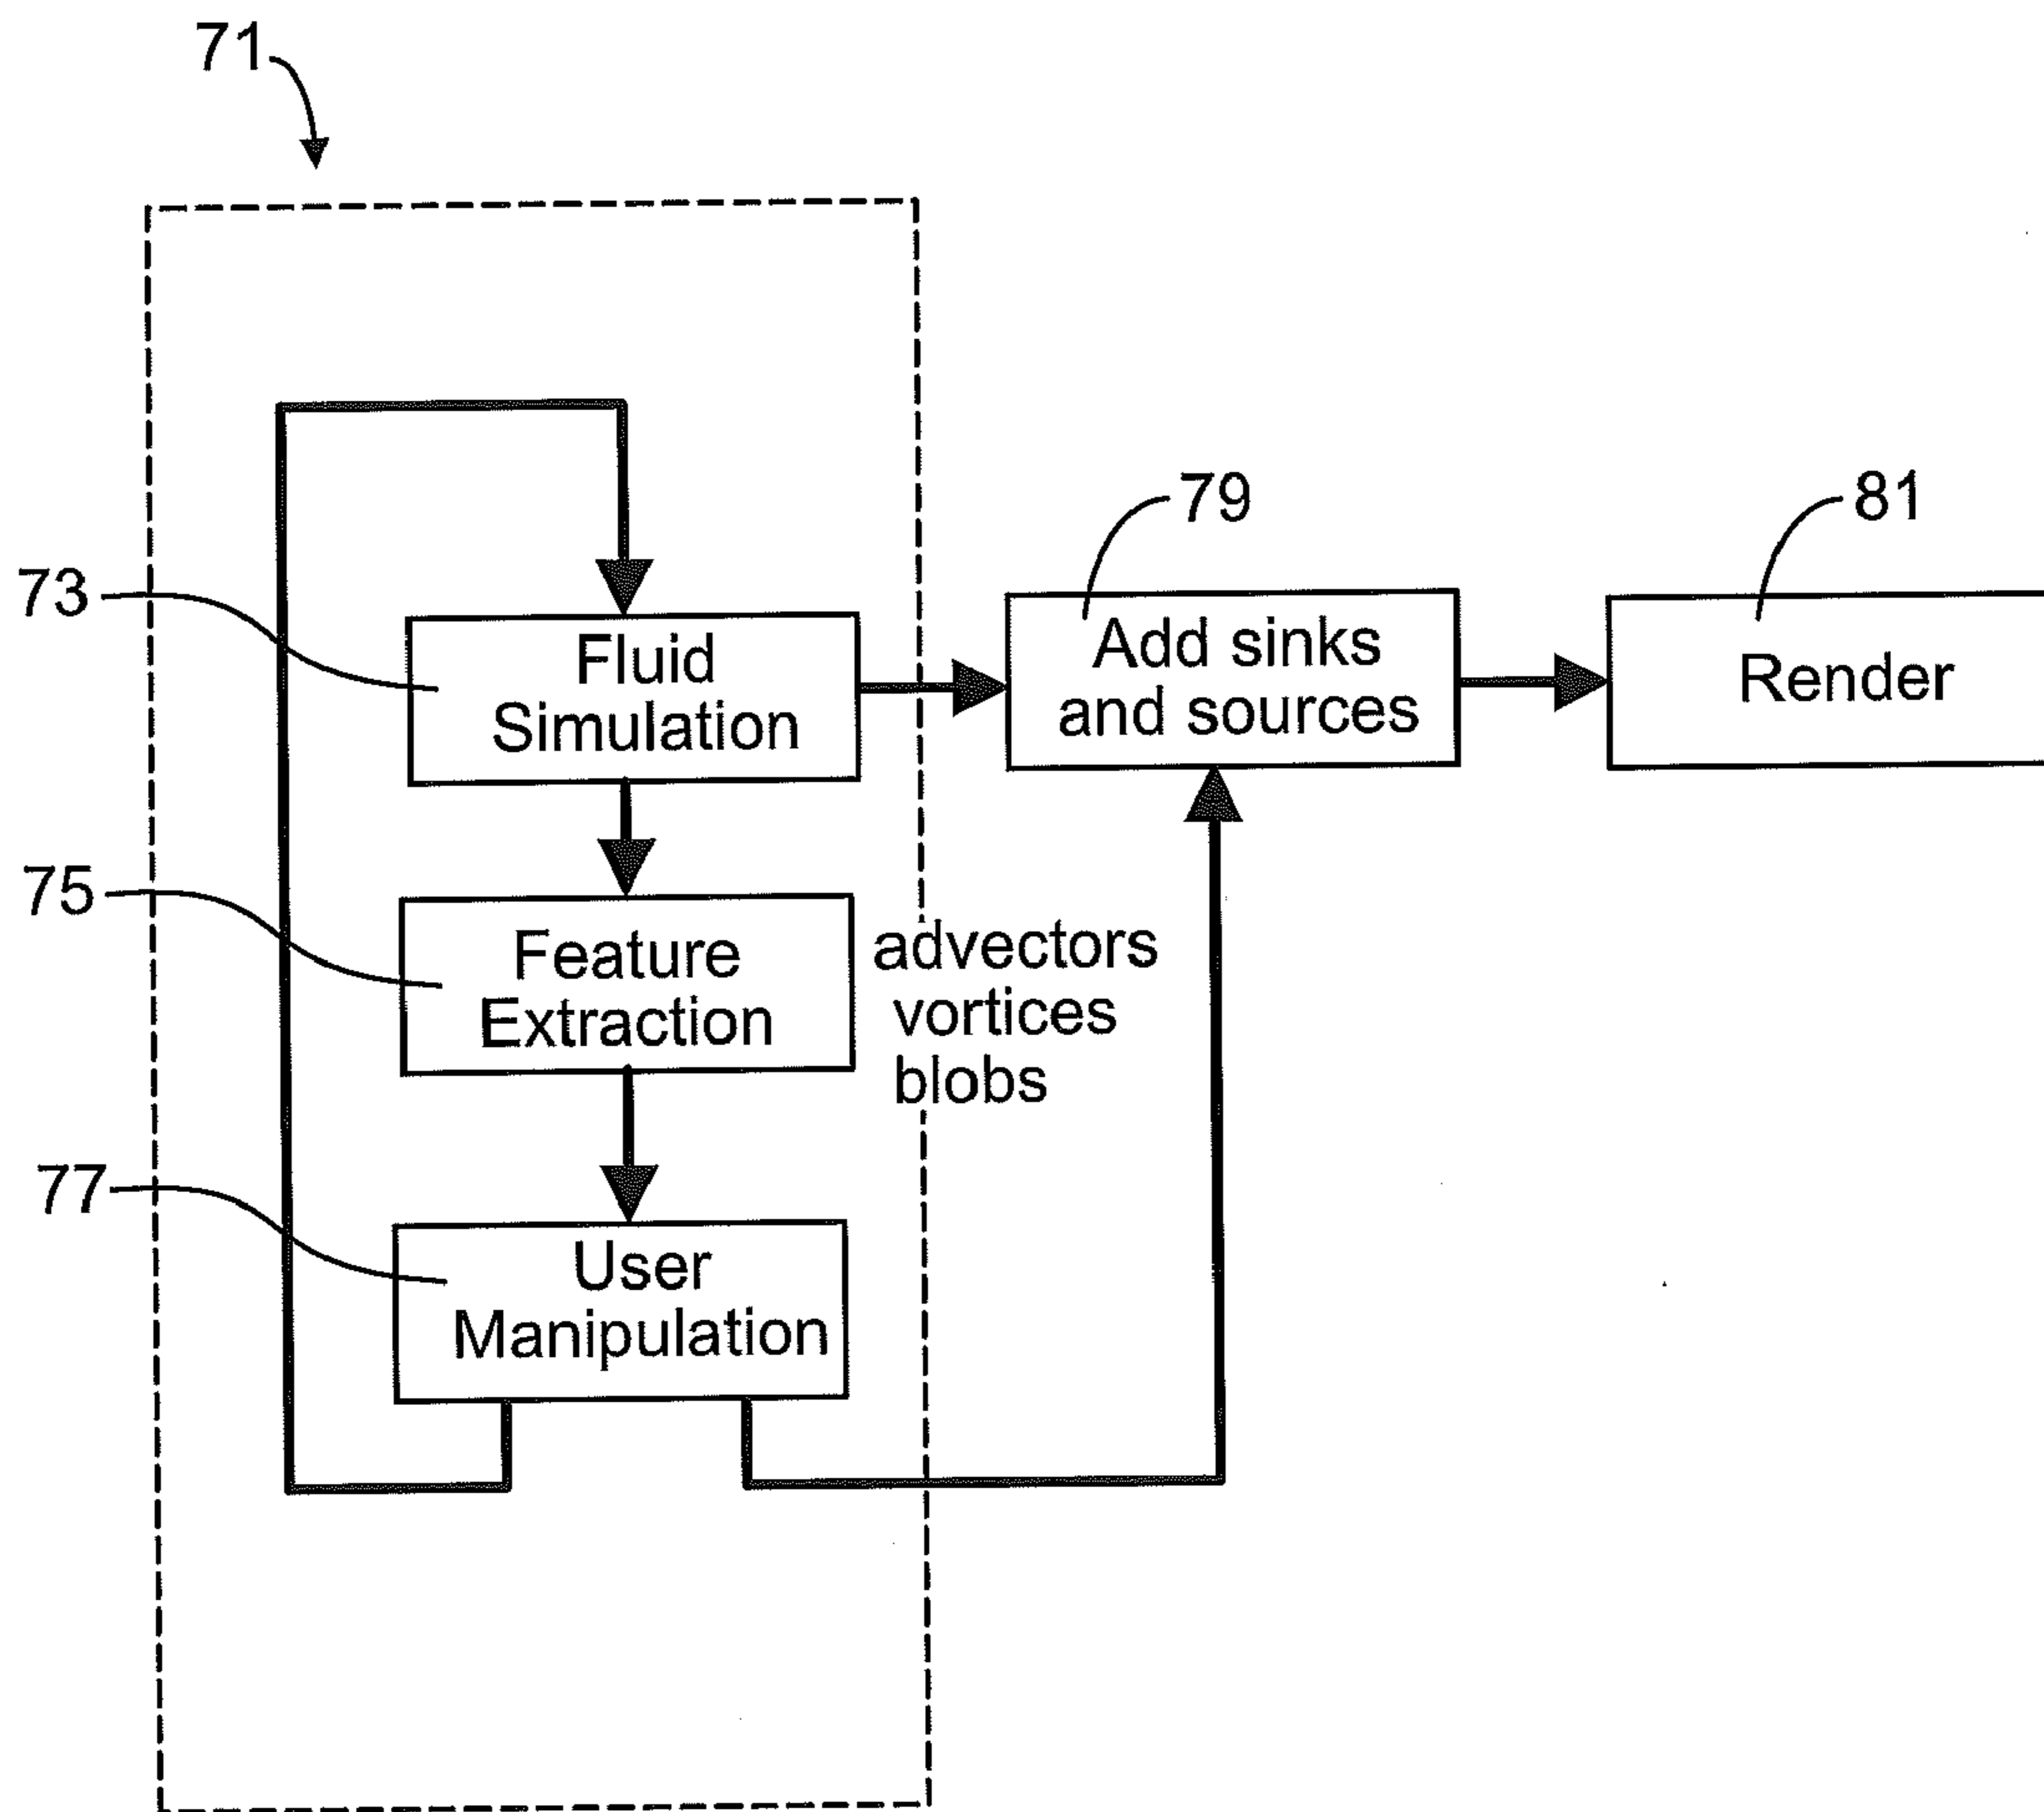 71
79
81
73
Fluid
Simulation
Add sinks
and sources
Render
75
Feature
Extraction
advectors
vortices
blobs
77
User
Manipulation